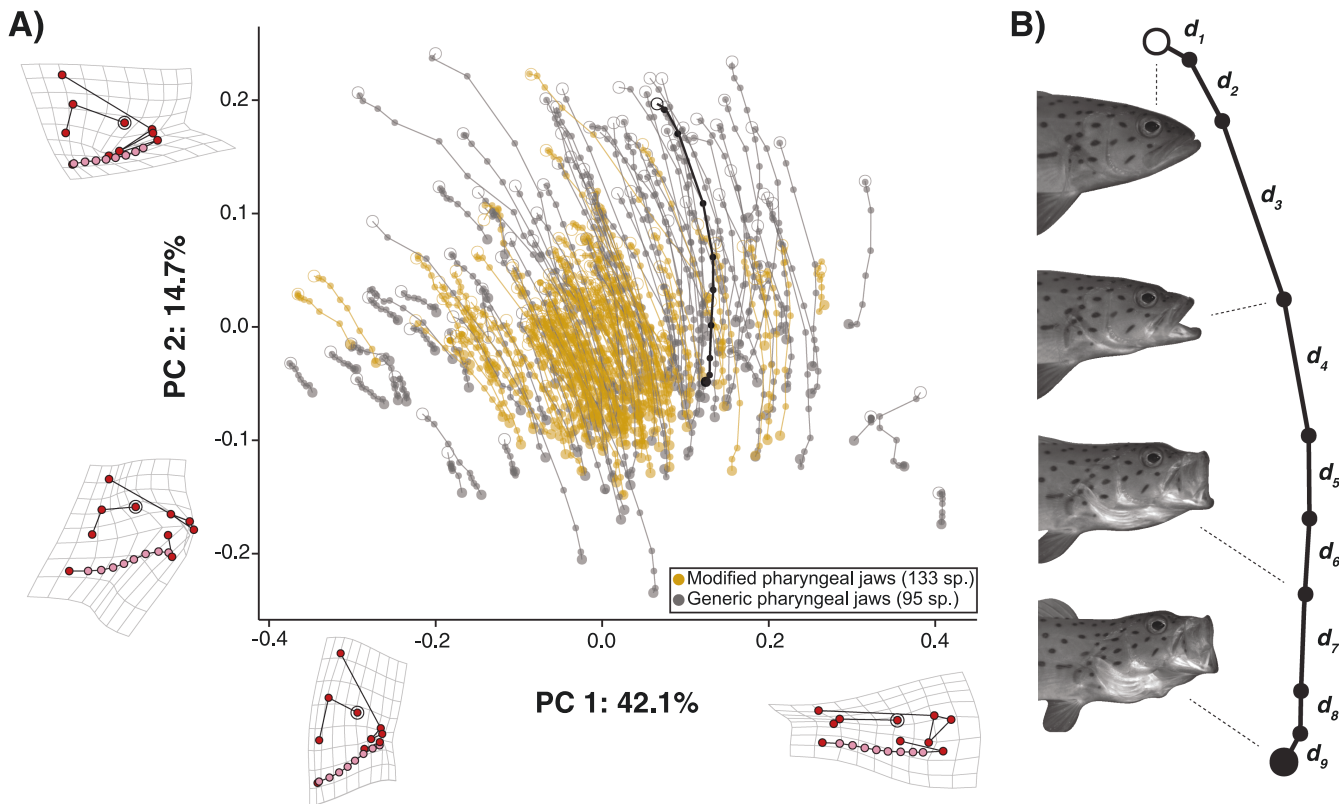 A)
B)
0.2
0.1
0.0
-0.1
-0.2
PC 2: 14.7%
Modified pharyngeal jaws (133 sp.)
Generic pharyngeal jaws (95 sp.)
-0.4
-0.2
0.0
0.2
0.4
PC 1: 42.1%
d1
d2
d3
d4
d5
d6
d7
d8
d9